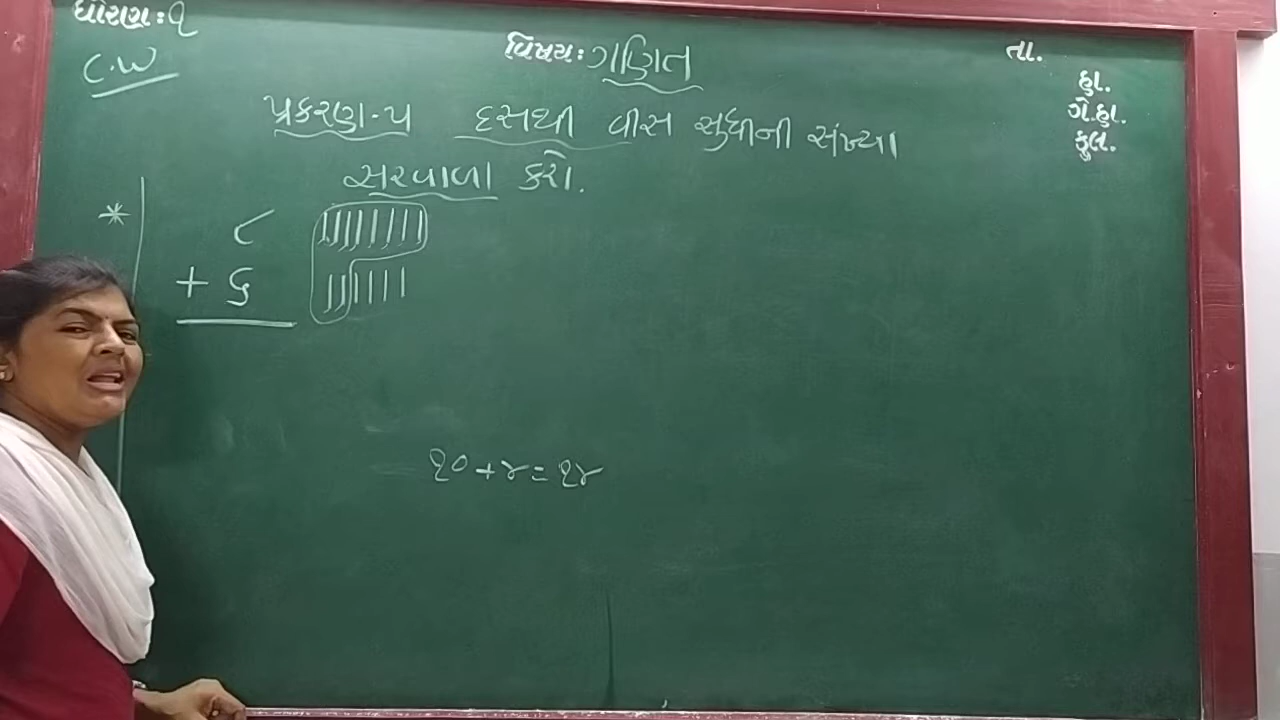 ધોરણ: ૧
વિષય: ગણિત
તા.
C.W
હા.
ગે.હા.
કુલ.
પ્રકરણ-૫ દસથી વીસ સુધીની સંખ્યા
સરવાળા કરો.
* ૮
+ ૬
૧૦+૪=૧૪